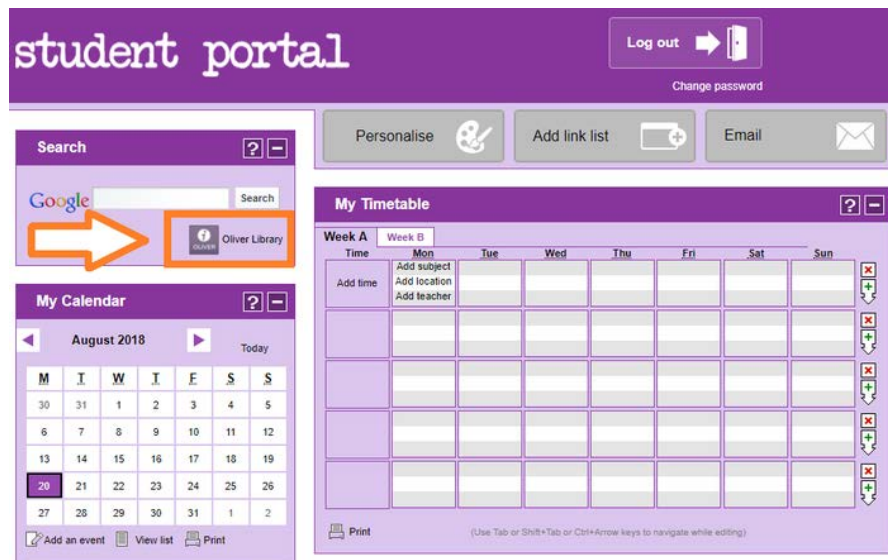 student portal
Log out
Change password
Personalise
Add link list
Email
Search
?
Google
Search
OLIVER
Oliver Library
My Calendar
?
August 2018
Today
M T W T F S S
30 31 1 2 3 4 5
6 7 8 9 10 11 12
13 14 15 16 17 18 19
20 21 22 23 24 25 26
27 28 29 30 31 1 2
Add an event View list Print
My Timetable
?
Week A Week B
Time Mon Tue Wed Thu Fri Sat Sun
Add time
Add subject
Add location
Add teacher
Print
(Use Tab or Shift+Tab or Ctrl+Arrow keys to navigate while editing)